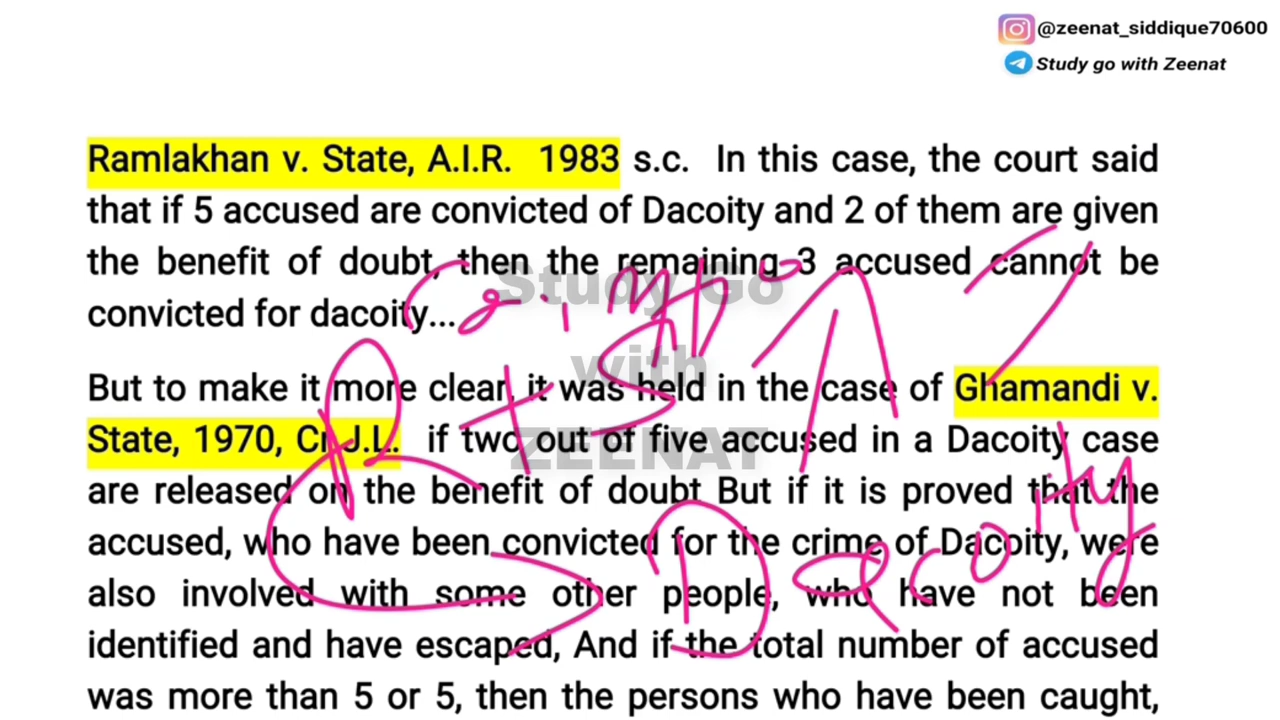 @zeenat_siddique70600
Study go with Zeenat
Ramlakhan v. State, A.I.R. 1983 s.c. In this case, the court said
that if 5 accused are convicted of Dacoity and 2 of them are given
the benefit of doubt, then the remaining 3 accused cannot be
convicted for dacoity...
But to make it more clear, it was held in the case of Ghamandi v.
State, 1970, Cr.J.L. if two out of five accused in a Dacoity case
are released on the benefit of doubt But if it is proved that the
accused, who have been convicted for the crime of Dacoity, were
also involved with some other people, who have not been
identified and have escaped, And if the total number of accused
was more than 5 or 5, then the persons who have been caught,
Study Go
with
ZEENAT
Dacoity